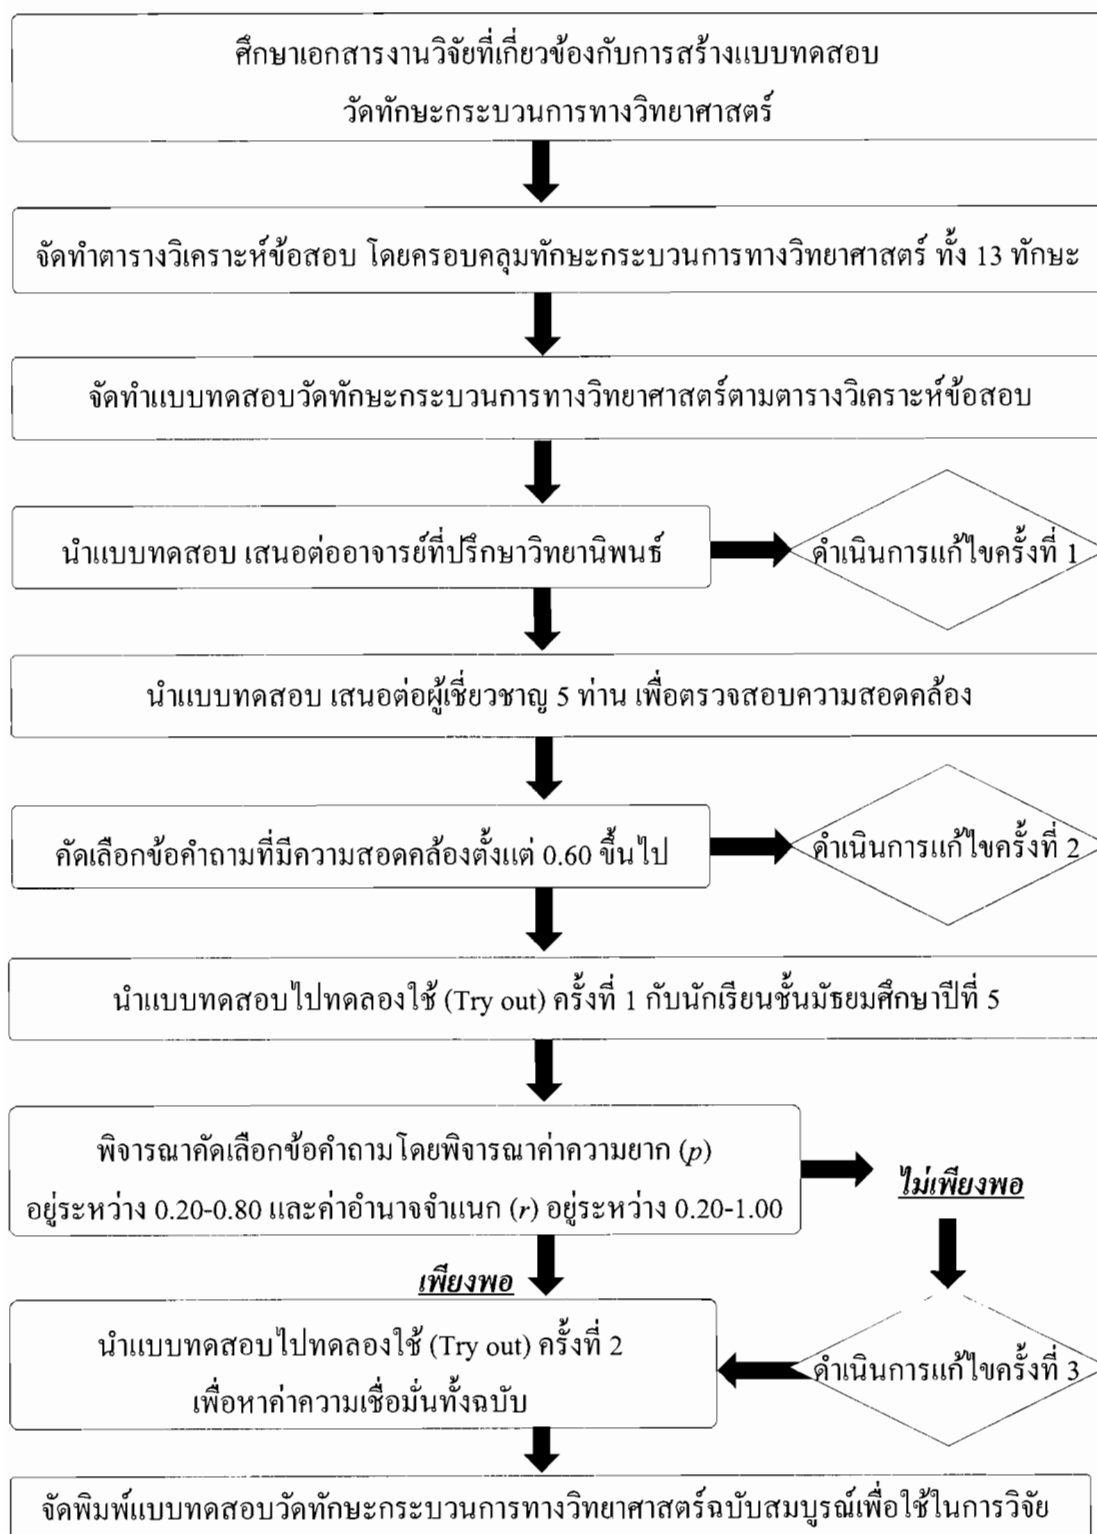 ศึกษาเอกสารงานวิจัยที่เกี่ยวข้องกับการสร้างแบบทดสอบ
วัดทักษะกระบวนการทางวิทยาศาสตร์
จัดทำตารางวิเคราะห์ข้อสอบ โดยครอบคลุมทักษะกระบวนการทางวิทยาศาสตร์ ทั้ง 13 ทักษะ
จัดทำแบบทดสอบวัดทักษะกระบวนการทางวิทยาศาสตร์ตามตารางวิเคราะห์ข้อสอบ
นำแบบทดสอบ เสนอต่ออาจารย์ที่ปรึกษาวิทยานิพนธ์
ดำเนินการแก้ไขครั้งที่ 1
นำแบบทดสอบ เสนอต่อผู้เชี่ยวชาญ 5 ท่าน เพื่อตรวจสอบความสอดคล้อง
คัดเลือกข้อคำถามที่มีความสอดคล้องตั้งแต่ 0.60 ขึ้นไป
ดำเนินการแก้ไขครั้งที่ 2
นำแบบทดสอบไปทดลองใช้ (Try out) ครั้งที่ 1 กับนักเรียนชั้นมัธยมศึกษาปีที่ 5
พิจารณาคัดเลือกข้อคำถามโดยพิจารณาค่าความยาก (p)
อยู่ระหว่าง 0.20-0.80 และค่าอำนาจจำแนก (r) อยู่ระหว่าง 0.20-1.00
ไม่เพียงพอ
เพียงพอ
นำแบบทดสอบไปทดลองใช้ (Try out) ครั้งที่ 2
เพื่อหาค่าความเชื่อมั่นทั้งฉบับ
ดำเนินการแก้ไขครั้งที่ 3
จัดพิมพ์แบบทดสอบวัดทักษะกระบวนการทางวิทยาศาสตร์ฉบับสมบูรณ์เพื่อใช้ในการวิจัย